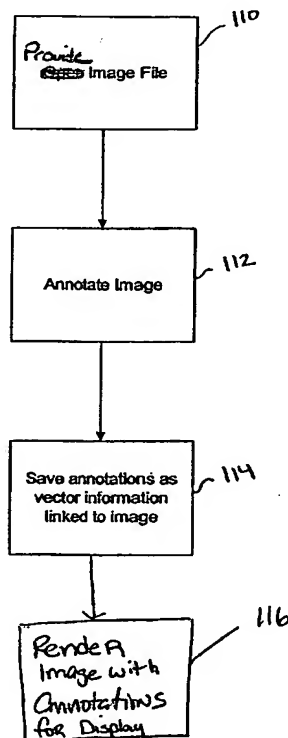 110
Provide
Image File
112
Annotate Image
114
Save annotations as
vector information
linked to image
116
Render
Image with
Annotations
for Display